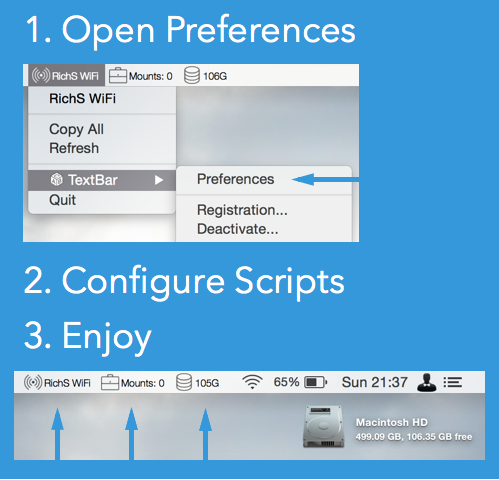 1. Open Preferences
RichS WiFi Mounts: 0 106G
RichS WiFi
Copy All
Refresh
TextBar
Preferences
Quit
Registration...
Deactivate...
2. Configure Scripts
3. Enjoy
RichS WiFi Mounts: 0 105G 65% Sun 21:37
Macintosh HD
499.09 GB, 106.35 GB free